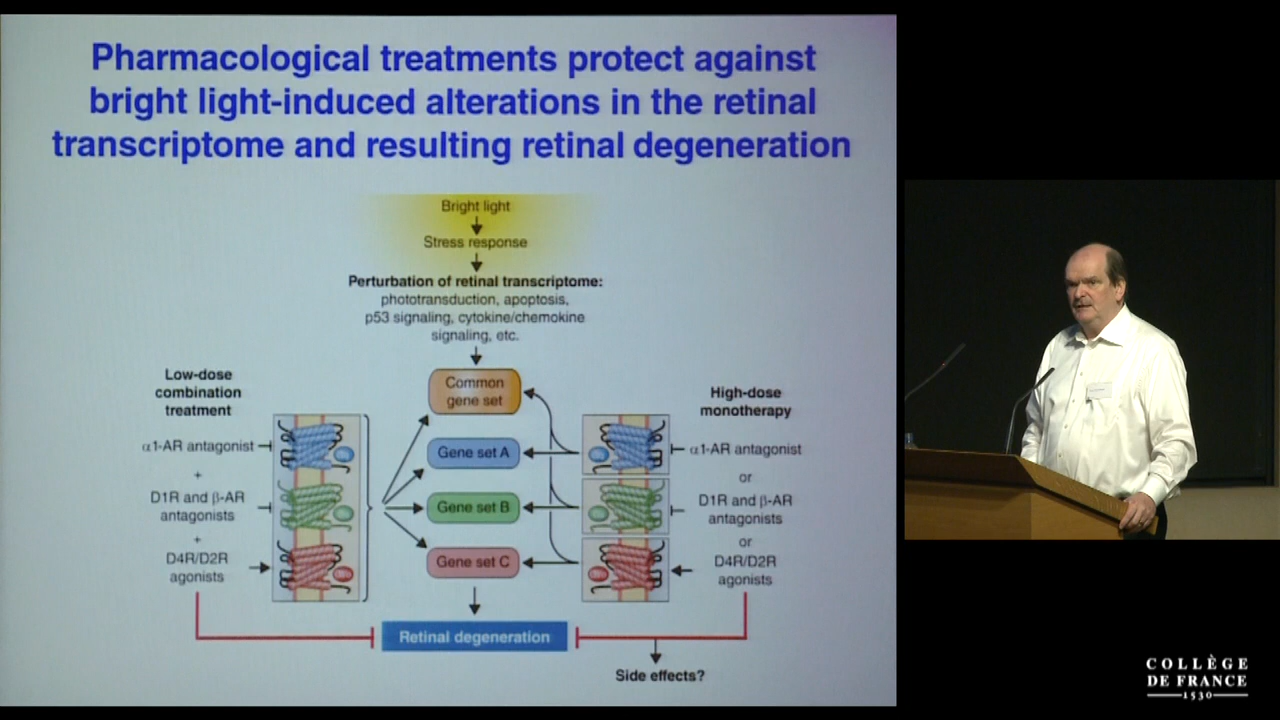 Pharmacological treatments protect against
bright light-induced alterations in the retinal
transcriptome and resulting retinal degeneration
Bright light
Stress response
Perturbation of retinal transcriptome:
phototransduction, apoptosis,
p53 signaling, cytokine/chemokine
signaling, etc.
Low-dose
combination
treatment
α1-AR antagonist
+
D1R and β-AR
antagonists
+
D4R/D2R
agonists
Common
gene set
Gene set A
Gene set B
Gene set C
High-dose
monotherapy
α1-AR antagonist
or
D1R and β-AR
antagonists
or
D4R/D2R
agonists
Retinal degeneration
Side effects?
COLLÈGE
DE FRANCE
1530